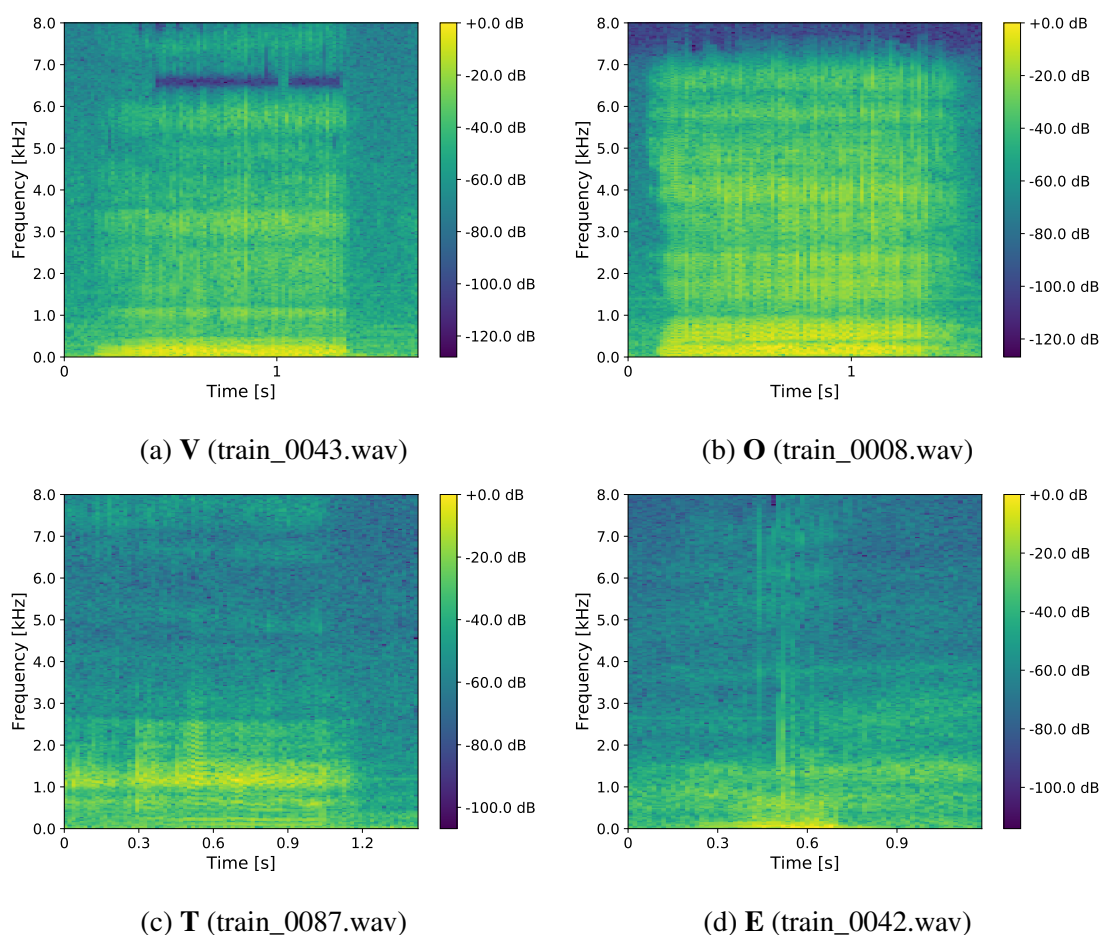 8.0
7.0
6.0
5.0
4.0
3.0
2.0
1.0
0.0
Frequency [kHz]
0
1
Time [s]
+0.0 dB
-20.0 dB
-40.0 dB
-60.0 dB
-80.0 dB
-100.0 dB
-120.0 dB
8.0
7.0
6.0
5.0
4.0
3.0
2.0
1.0
0.0
Frequency [kHz]
0
1
Time [s]
+0.0 dB
-20.0 dB
-40.0 dB
-60.0 dB
-80.0 dB
-100.0 dB
-120.0 dB
(a) V (train_0043.wav)
(b) O (train_0008.wav)
8.0
7.0
6.0
5.0
4.0
3.0
2.0
1.0
0.0
Frequency [kHz]
0
0.3
0.6
0.9
1.2
Time [s]
+0.0 dB
-20.0 dB
-40.0 dB
-60.0 dB
-80.0 dB
-100.0 dB
8.0
7.0
6.0
5.0
4.0
3.0
2.0
1.0
0.0
Frequency [kHz]
0
0.3
0.6
0.9
Time [s]
+0.0 dB
-20.0 dB
-40.0 dB
-60.0 dB
-80.0 dB
-100.0 dB
(c) T (train_0087.wav)
(d) E (train_0042.wav)